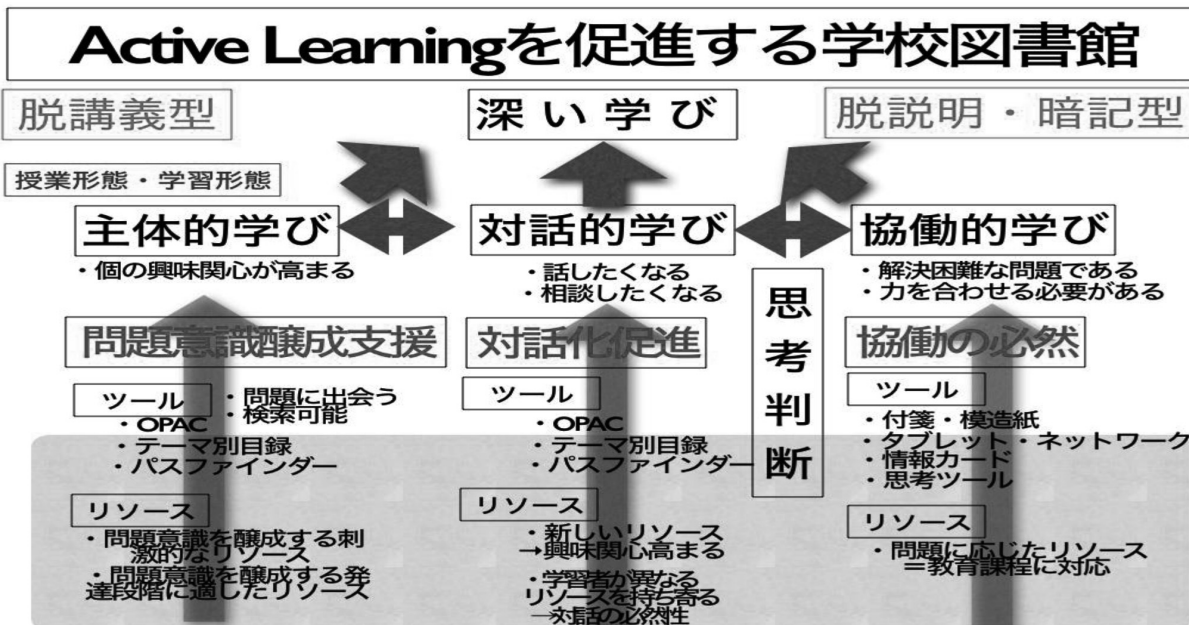 Active Learningを促進する学校図書館
脱講義型
深い学び
脱説明・暗記型
授業形態・学習形態
主体的学び
・個の興味関心が高まる
対話的学び
・話したくなる
・相談したくなる
協働的学び
・解決困難な問題である
・力を合わせる必要がある
思考判断
問題意識醸成支援
ツール
・問題に出会う
・検索可能
・OPAC
・テーマ別目録
・パスファインダー
リソース
・問題意識を醸成する刺
激的なリソース
・問題意識を醸成する発
達段階に適したリソース
対話化促進
ツール
・OPAC
・テーマ別目録
・パスファインダー
リソース
・新しいリソース
→興味関心高まる
・学習者が異なる
リソースを持ち寄る
→対話の必然性
協働の必然
ツール
・付箋・模造紙
・タブレット・ネットワーク
・情報カード
・思考ツール
リソース
・問題に応じたリソース
＝教育課程に対応